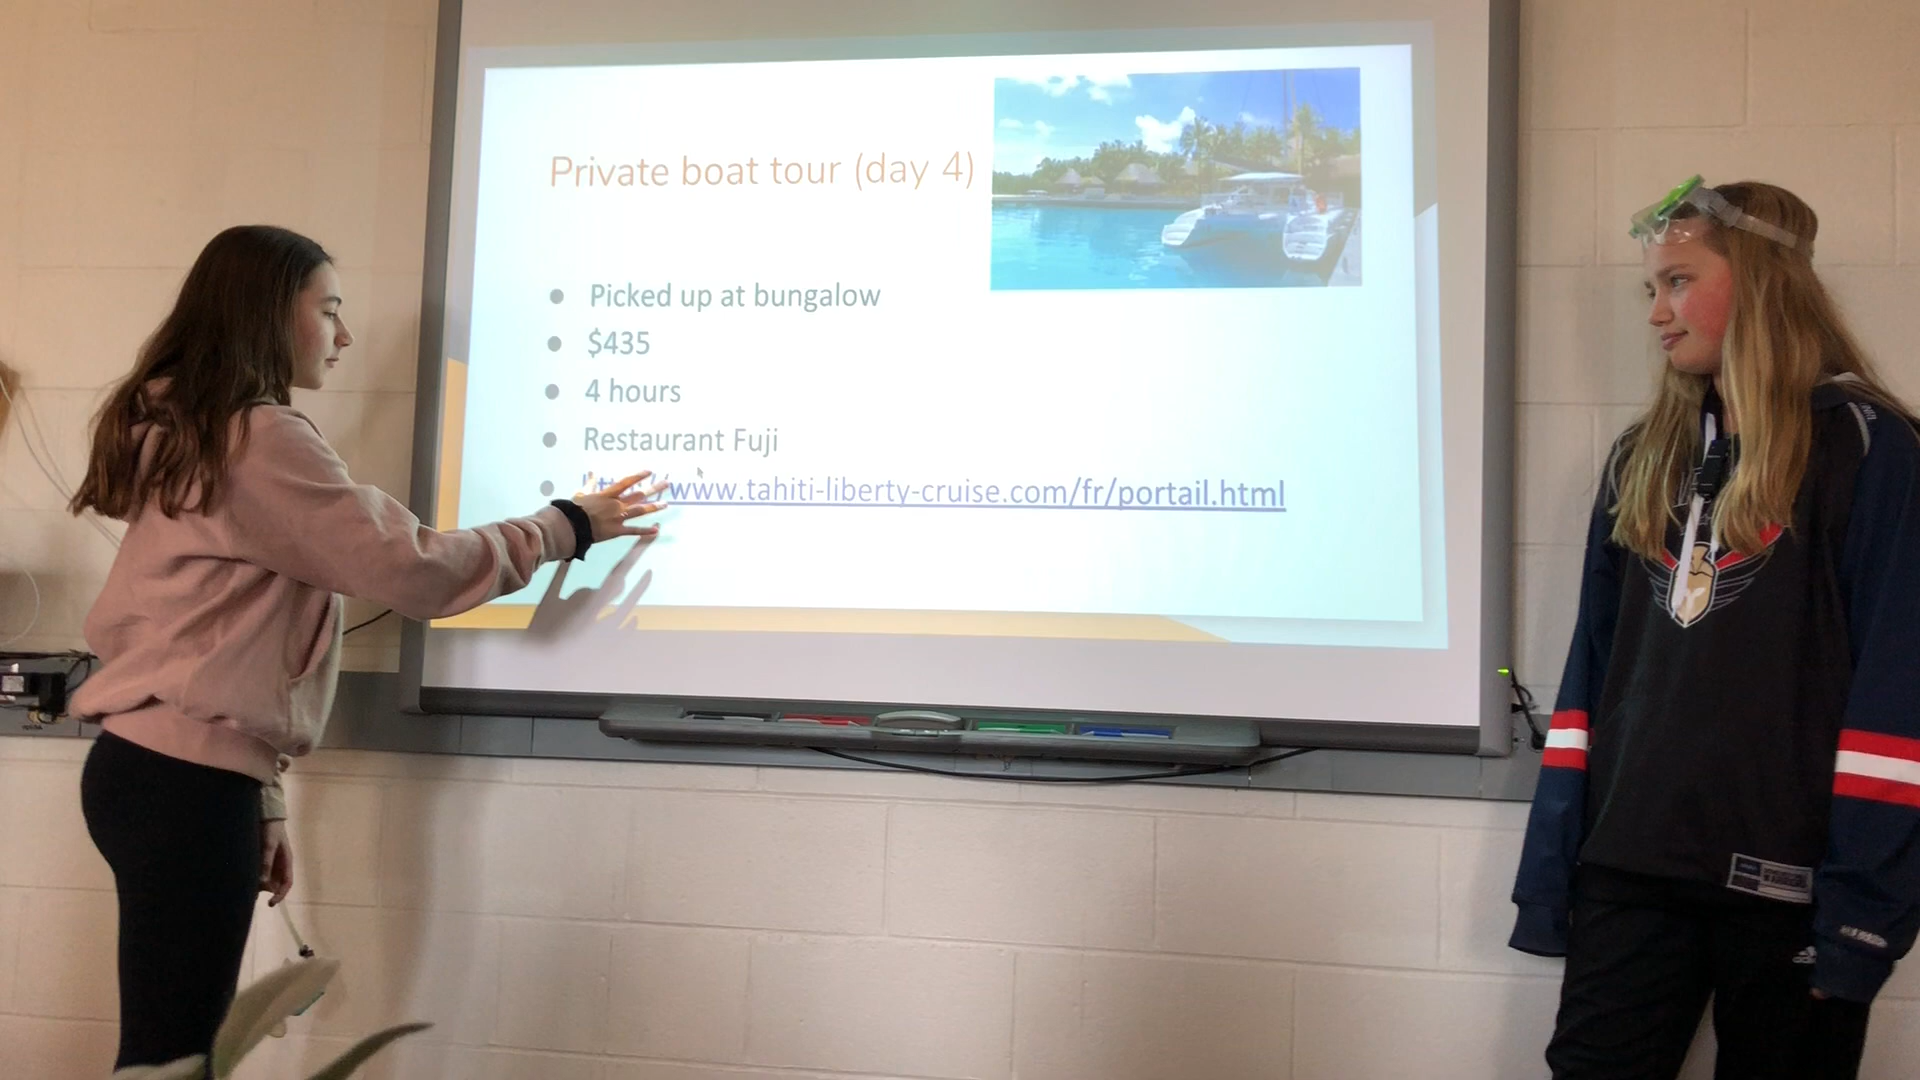 Private boat tour (day 4)
Picked up at bungalow
$435
4 hours
Restaurant Fuji
www.tahiti-liberty-cruise.com/fr/portail.html